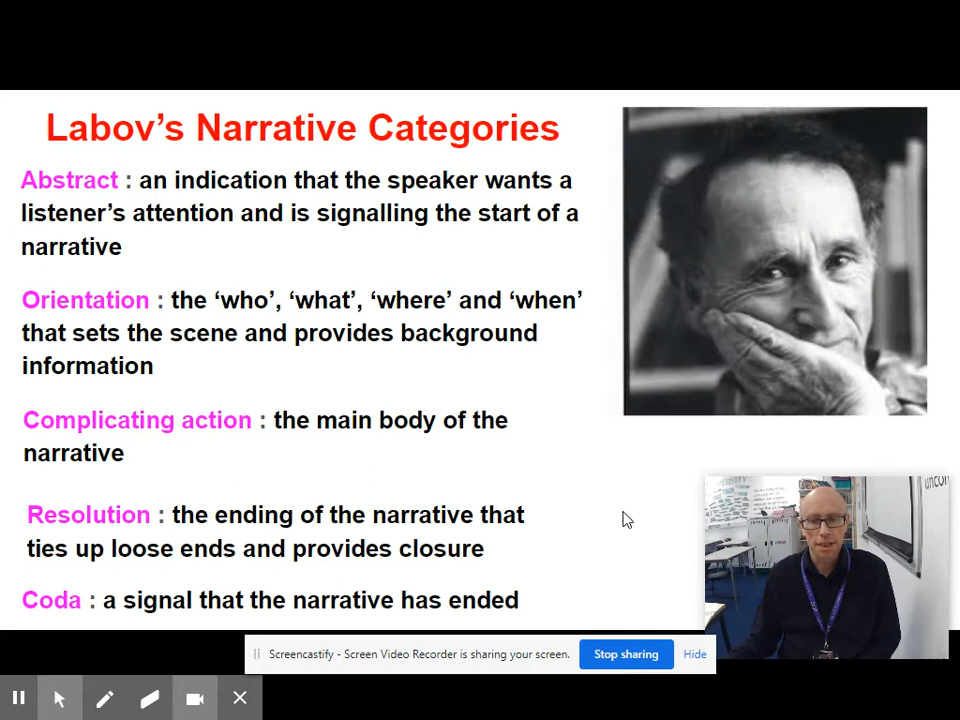 Labov’s Narrative Categories
Abstract : an indication that the speaker wants a
listener’s attention and is signalling the start of a
narrative
Orientation : the ‘who’, ‘what’, ‘where’ and ‘when’
that sets the scene and provides background
information
Complicating action : the main body of the
narrative
Resolution : the ending of the narrative that
ties up loose ends and provides closure
Coda : a signal that the narrative has ended
uncon
Screencastify - Screen Video Recorder is sharing your screen.
Stop sharing
Hide